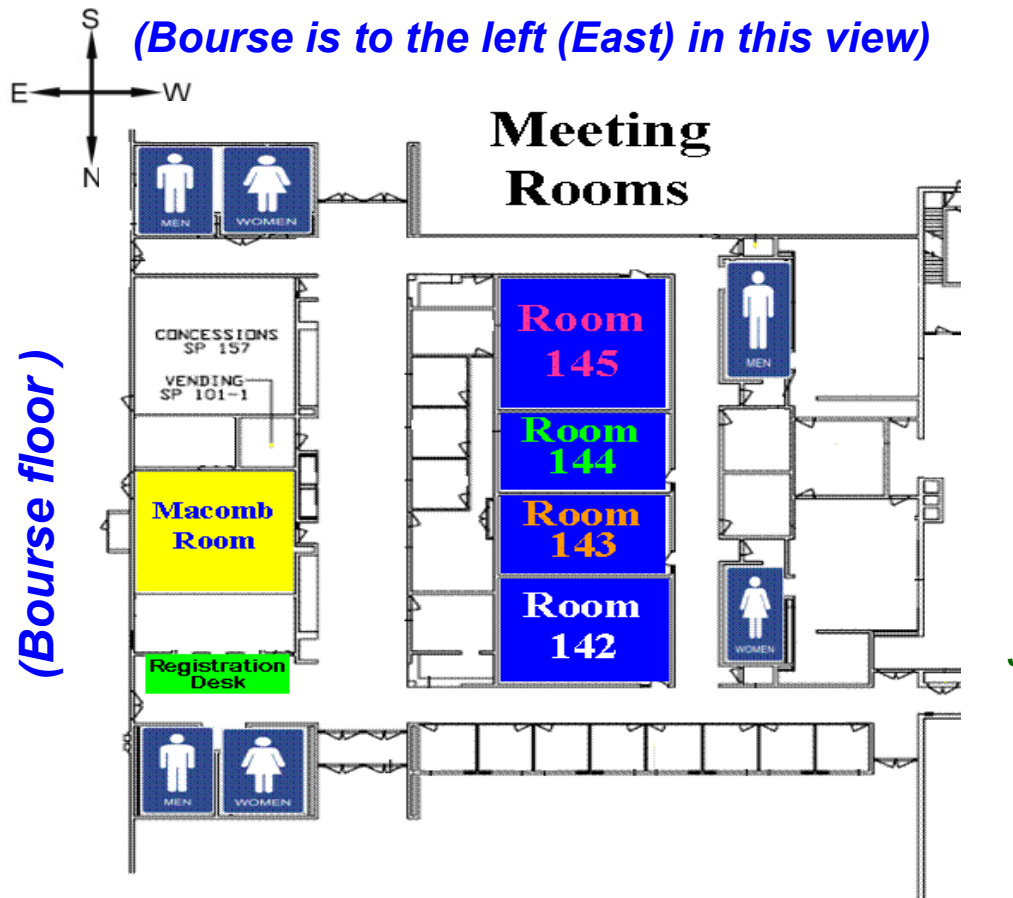 S
(Bourse is to the left (East) in this view)
E
W
N
Meeting
Rooms
MEN
WOMEN
CONCESSIONS
SP 157
VENDING
SP 101-1
(Bourse floor )
Macomb
Room
Registration
Desk
Room
145
Room
144
Room
143
Room
142
MEN
WOMEN
MEN
WOMEN